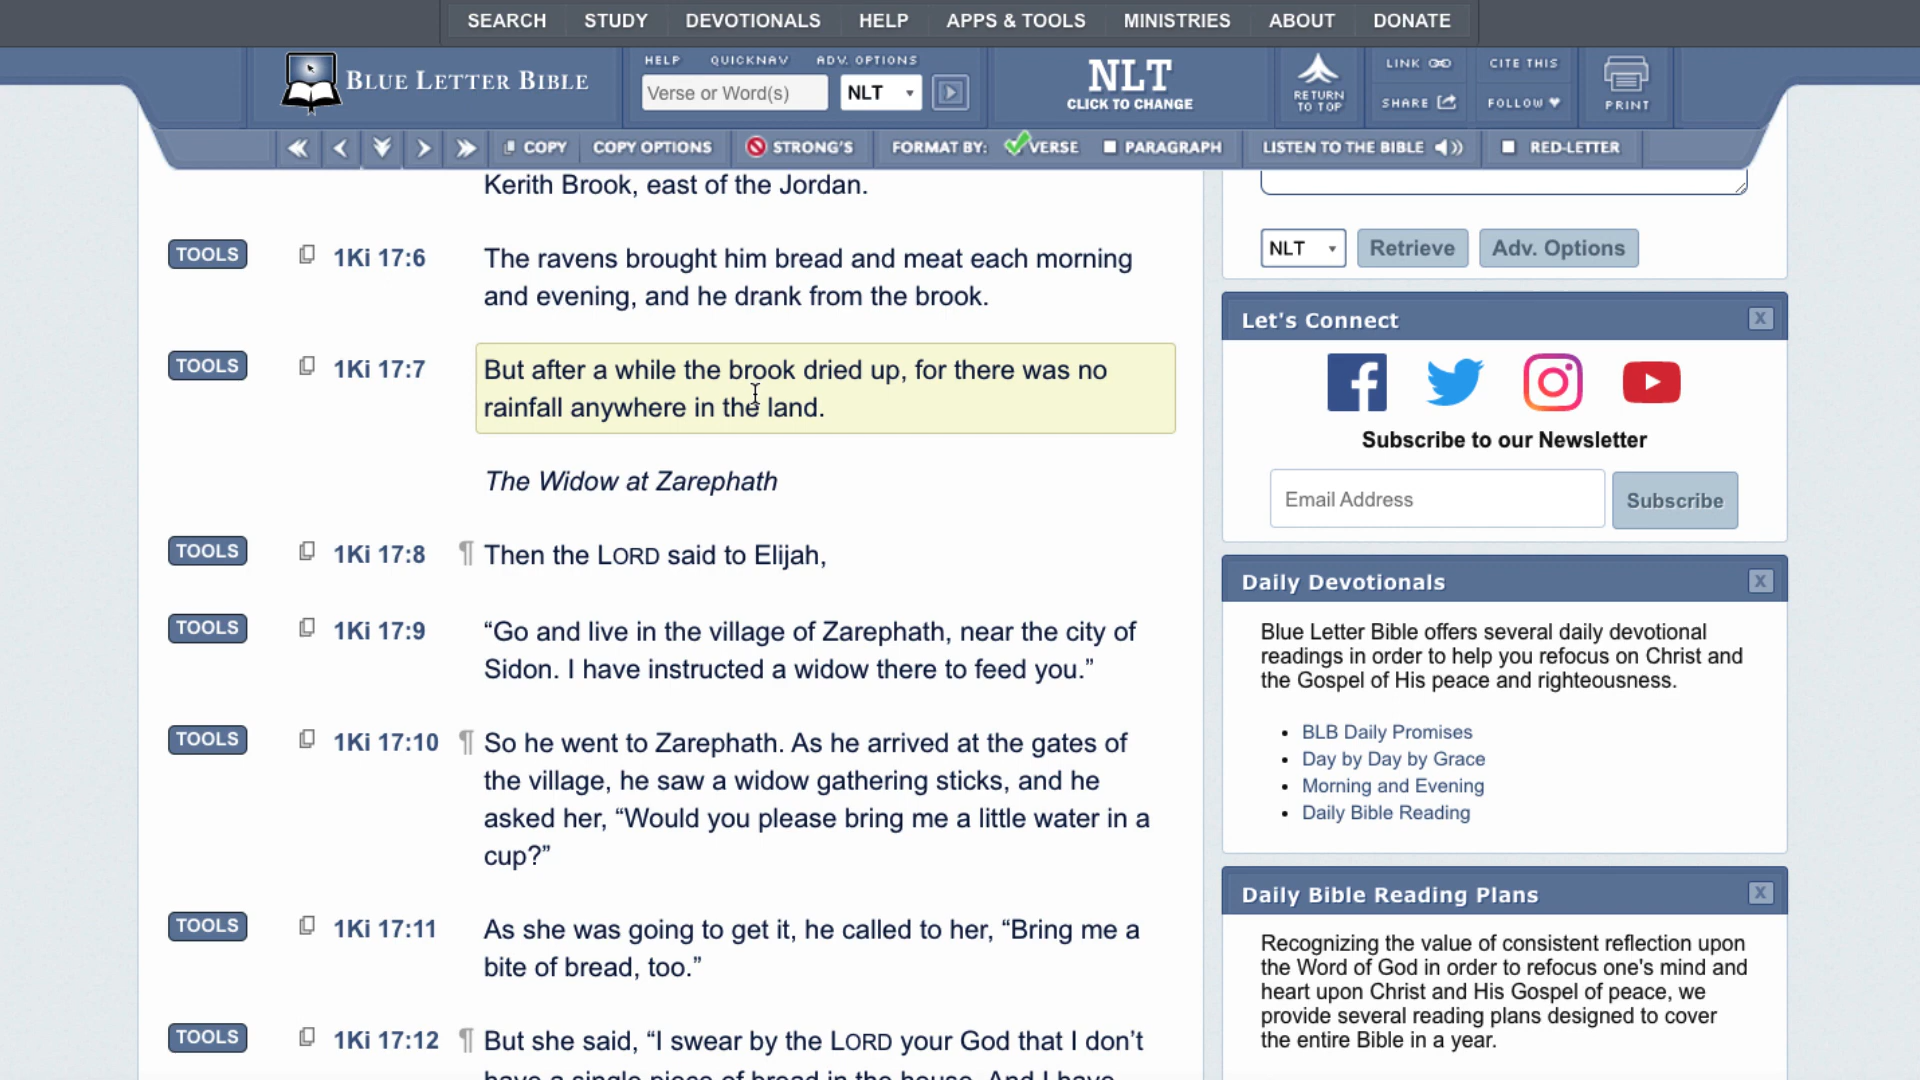 SEARCH STUDY DEVOTIONALS HELP APPS & TOOLS MINISTRIES ABOUT DONATE
BLUE LETTER BIBLE
HELP QUICKNAV ADV. OPTIONS
Verse or Word(s) NLT
NLT
CLICK TO CHANGE
RETURN
TO TOP
LINK
SHARE
CITE THIS
FOLLOW
PRINT
COPY COPY OPTIONS STRONG'S FORMAT BY: VERSE PARAGRAPH LISTEN TO THE BIBLE RED-LETTER
Kerith Brook, east of the Jordan.
TOOLS 1Ki 17:6 The ravens brought him bread and meat each morning
and evening, and he drank from the brook.
TOOLS 1Ki 17:7 But after a while the brook dried up, for there was no
rainfall anywhere in the land.
The Widow at Zarephath
TOOLS 1Ki 17:8 ¶ Then the LORD said to Elijah,
TOOLS 1Ki 17:9 “Go and live in the village of Zarephath, near the city of
Sidon. I have instructed a widow there to feed you.”
TOOLS 1Ki 17:10 ¶ So he went to Zarephath. As he arrived at the gates of
the village, he saw a widow gathering sticks, and he
asked her, “Would you please bring me a little water in a
cup?”
TOOLS 1Ki 17:11 As she was going to get it, he called to her, “Bring me a
bite of bread, too.”
TOOLS 1Ki 17:12 ¶ But she said, “I swear by the LORD your God that I don’t
have a single piece of bread in the house. And I have
NLT Retrieve Adv. Options
Let's Connect X
Subscribe to our Newsletter
Email Address Subscribe
Daily Devotionals X
Blue Letter Bible offers several daily devotional
readings in order to help you refocus on Christ and
the Gospel of His peace and righteousness.
• BLB Daily Promises
• Day by Day by Grace
• Morning and Evening
• Daily Bible Reading
Daily Bible Reading Plans X
Recognizing the value of consistent reflection upon
the Word of God in order to refocus one's mind and
heart upon Christ and His Gospel of peace, we
provide several reading plans designed to cover
the entire Bible in a year.